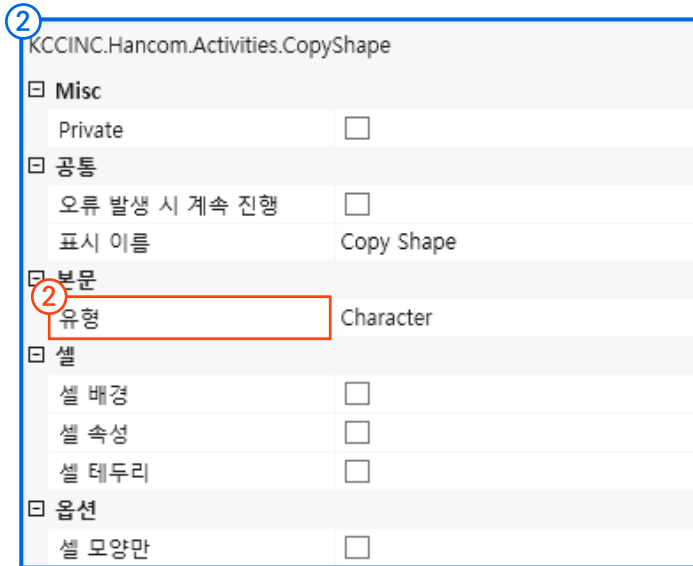 2
KCCINC.Hancom.Activities.CopyShape
Misc
Private
공통
오류 발생 시 계속 진행
표시 이름 Copy Shape
본문
2
유형 Character
셀
셀 배경
셀 속성
셀 테두리
옵션
셀 모양만